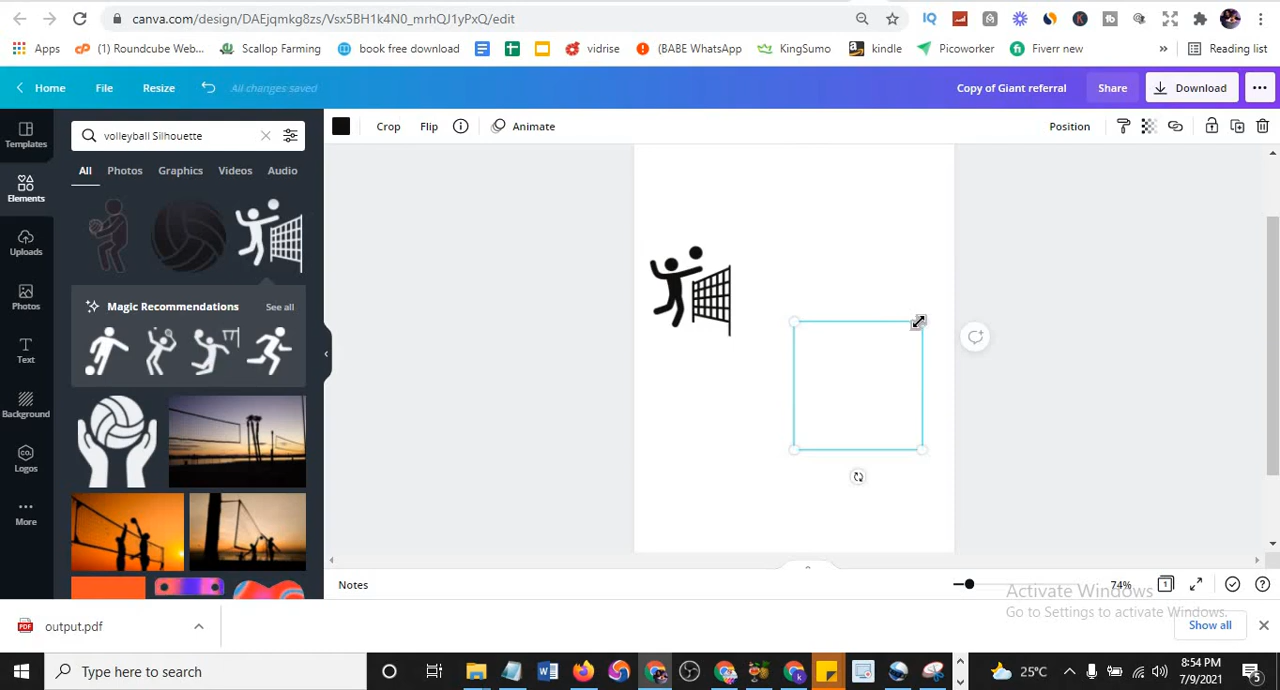 canva.com/design/DAEjqmkg8zs/Vsx5BH1k4N0_mrhQJ1yPxQ/edit
Apps
(1) Roundcube Web...
Scallop Farming
book free download
vidrise
(BABE WhatsApp
KingSumo
kindle
Picoworker
Fiverr new
»
Reading list
Home
File
Resize
All changes saved
Copy of Giant referral
Share
Download
Templates
volleyball Silhouette
Crop
Flip
Animate
Position
All
Photos
Graphics
Videos
Audio
Elements
Uploads
Magic Recommendations
See all
Photos
Text
Background
Logos
More
Notes
74%
1
Activate Windows
Go to Settings to activate Windows.
output.pdf
Show all
Type here to search
25°C
8:54 PM
7/9/2021
5